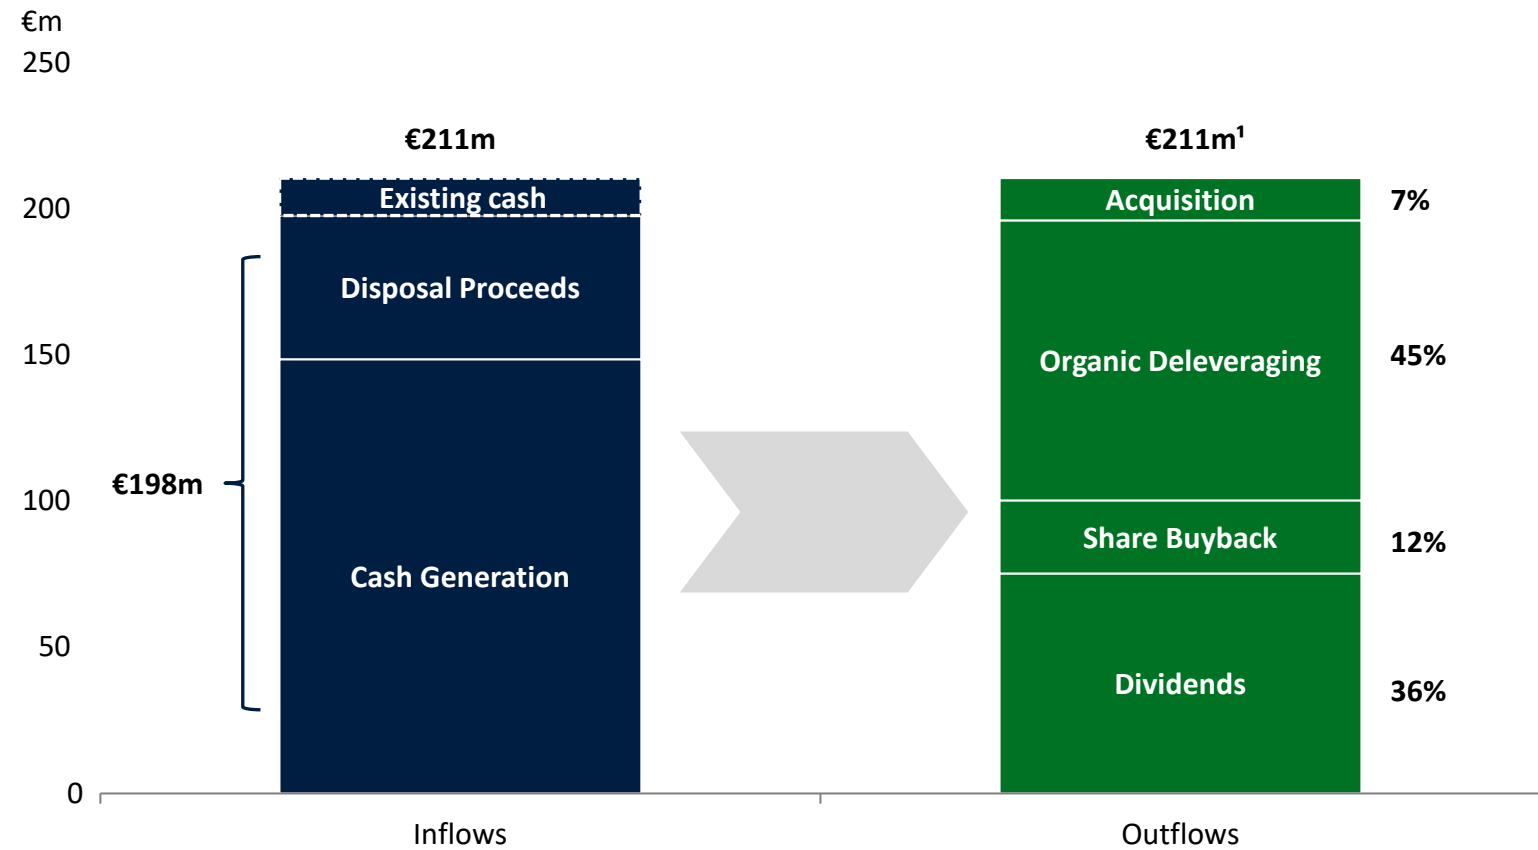 €m
250
€211m
€211m¹
Existing cash
Acquisition
7%
200
Disposal Proceeds
150
Organic Deleveraging
45%
€198m
100
Share Buyback
12%
Cash Generation
50
Dividends
36%
0
Inflows
Outflows